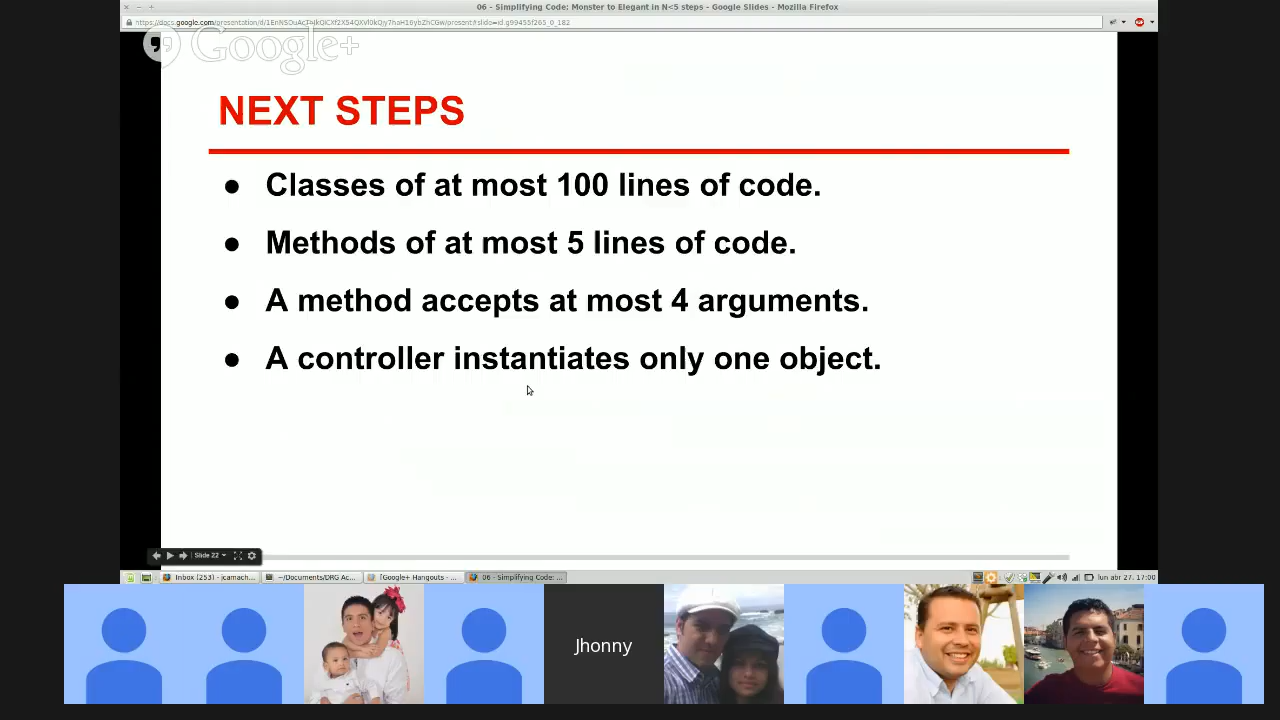 06 - Simplifying Code: Monster to Elegant in N<5 steps - Google Slides - Mozilla Firefox
Google+
NEXT STEPS
● Classes of at most 100 lines of code.
● Methods of at most 5 lines of code.
● A method accepts at most 4 arguments.
● A controller instantiates only one object.
Slide 22
Inbox (253) - jcamach... ~/Documents/DRG Ac... [Google+ Hangouts - ... 06 - Simplifying Code: ... lun abr 27, 17:00
Jhonny